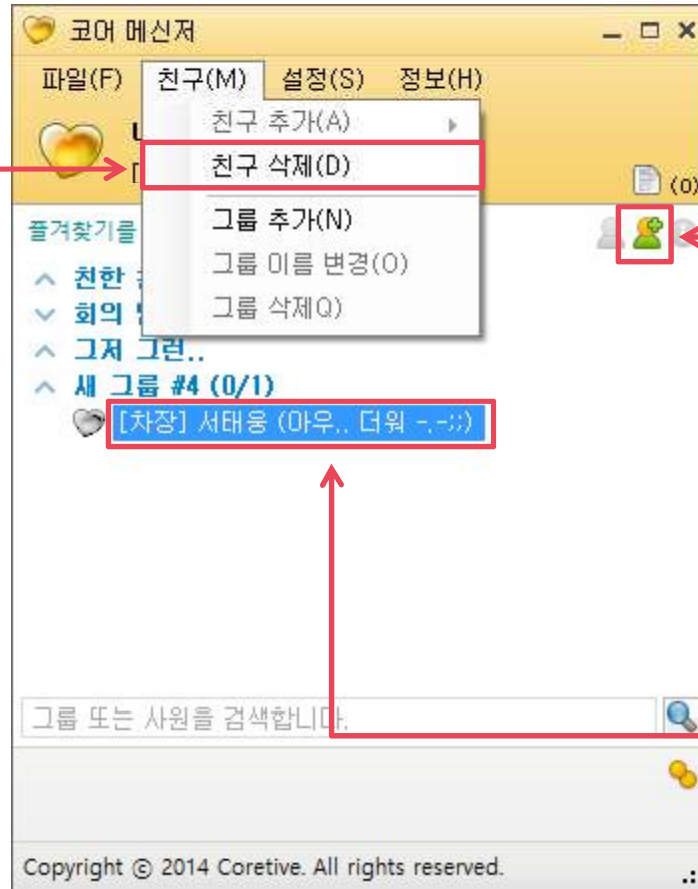 코어 메신저
파일(F) 친구(M) 설정(S) 정보(H)
친구 추가(A)
친구 삭제(D)
(0)
그룹 추가(N)
즐겨찾기를
그룹 이름 변경(O)
친한
그룹 삭제Q)
회의
그저 그런..
새 그룹 #4 (0/1)
[차장] 서태웅 (아우.. 더워 -.-;;)
그룹 또는 사원을 검색합니다.
Copyright © 2014 Coretive. All rights reserved.